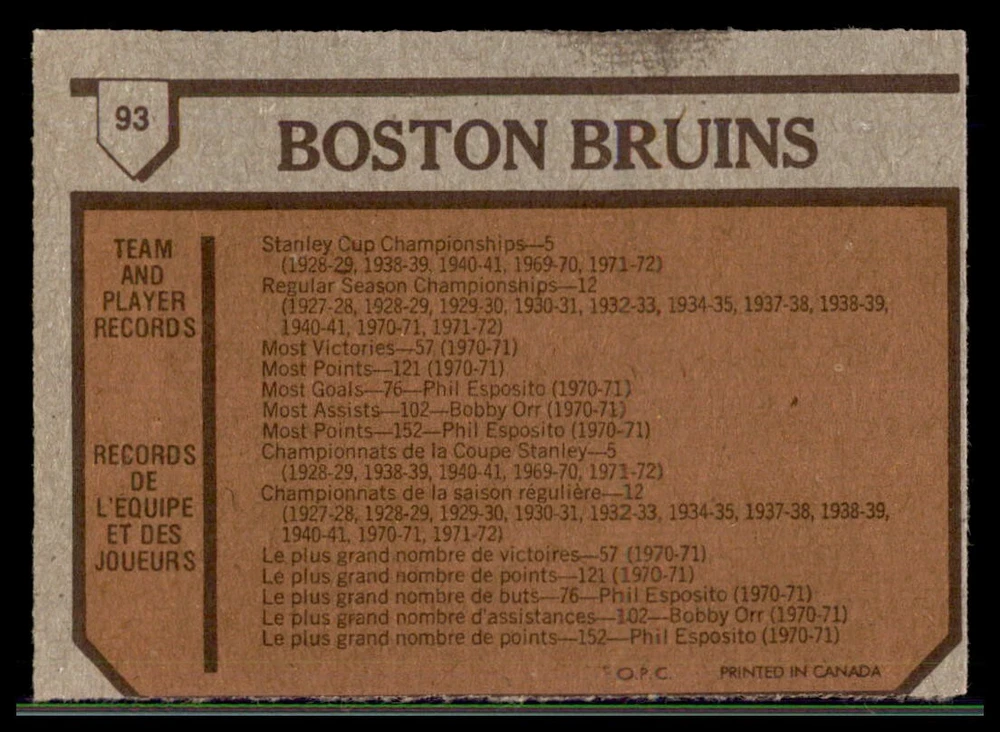 93
BOSTON BRUINS
TEAM
AND
PLAYER
RECORDS
Stanley Cup Championships—5
(1928-29, 1938-39, 1940-41, 1969-70, 1971-72)
Regular Season Championships—12
(1927-28, 1928-29, 1929-30, 1930-31, 1932-33, 1934-35, 1937-38, 1938-39,
1940-41, 1970-71, 1971-72)
Most Victories—57 (1970-71)
Most Points—121 (1970-71)
Most Goals—76—Phil Esposito (1970-71)
Most Assists—102—Bobby Orr (1970-71)
Most Points—152—Phil Esposito (1970-71)
RECORDS
DE
L'EQUIPE
ET DES
JOUEURS
Championnats de la Coupe Stanley—5
(1928-29, 1938-39, 1940-41, 1969-70, 1971-72)
Championnats de la saison régulière—12
(1927-28, 1928-29, 1929-30, 1930-31, 1932-33, 1934-35, 1937-38, 1938-39,
1940-41, 1970-71, 1971-72)
Le plus grand nombre de victoires—57 (1970-71)
Le plus grand nombre de points—121 (1970-71)
Le plus grand nombre de buts—76—Phil Esposito (1970-71)
Le plus grand nombre d'assistances—102—Bobby Orr (1970-71)
Le plus grand nombre de points—152—Phil Esposito (1970-71)
© O.P.C. PRINTED IN CANADA